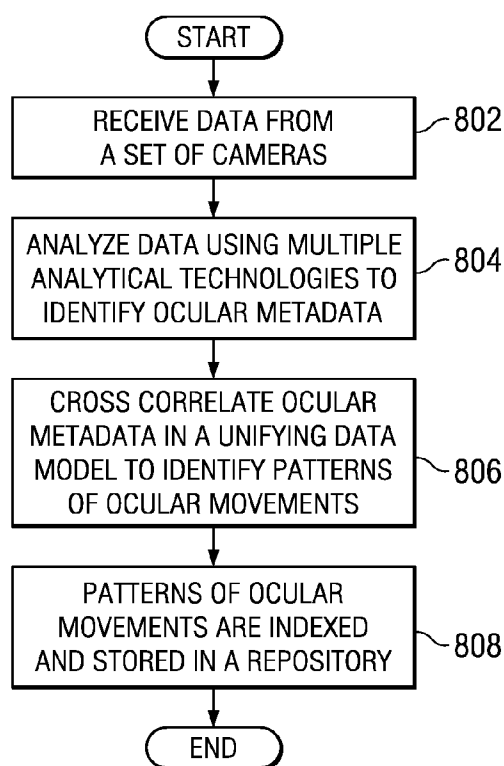 START
RECEIVE DATA FROM
A SET OF CAMERAS
802
ANALYZE DATA USING MULTIPLE
ANALYTICAL TECHNOLOGIES TO
IDENTIFY OCULAR METADATA
804
CROSS CORRELATE OCULAR
METADATA IN A UNIFYING DATA
MODEL TO IDENTIFY PATTERNS
OF OCULAR MOVEMENTS
806
PATTERNS OF OCULAR
MOVEMENTS ARE INDEXED
AND STORED IN A REPOSITORY
808
END